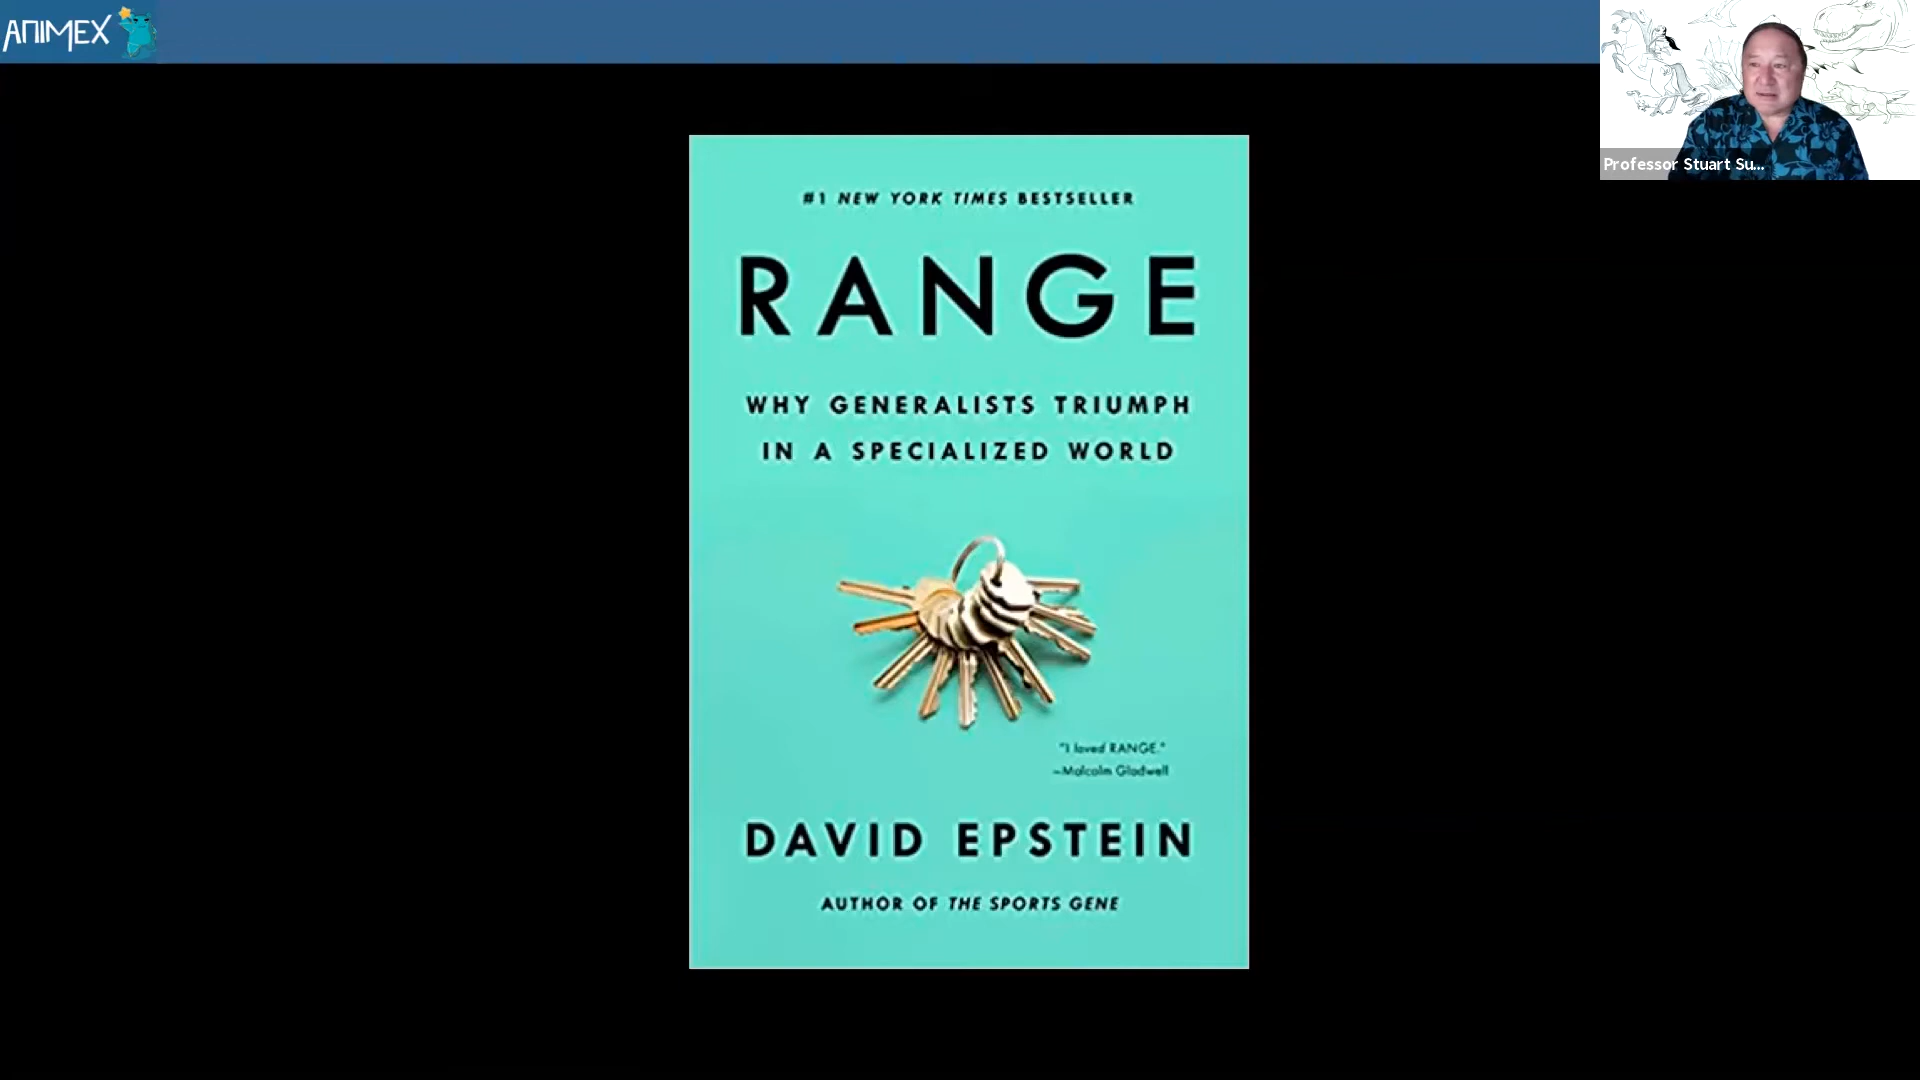 ANIMEX
Professor Stuart Su...
#1 NEW YORK TIMES BESTSELLER
RANGE
WHY GENERALISTS TRIUMPH
IN A SPECIALIZED WORLD
"I loved RANGE."
—Malcolm Gladwell
DAVID EPSTEIN
AUTHOR OF THE SPORTS GENE